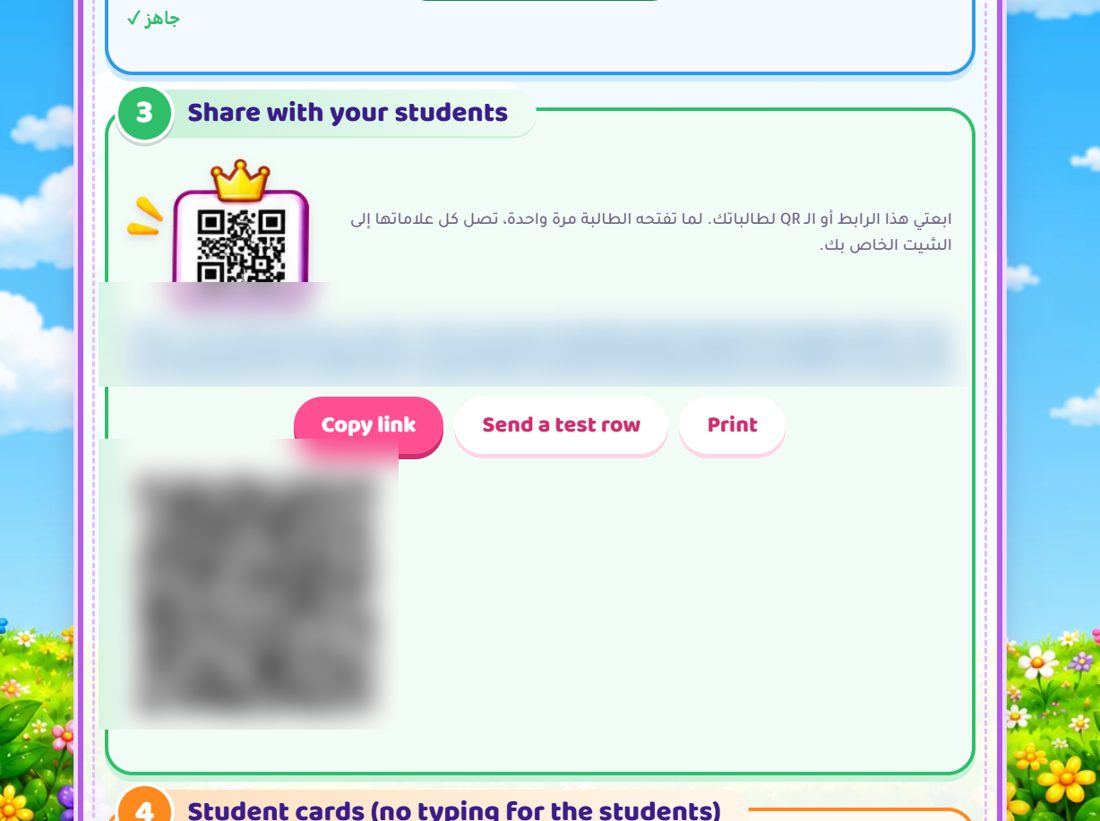 جاهز ✓
3
Share with your students
ابعتي هذا الرابط أو الـ QR لطالباتك. لما تفتحه الطالبة مرة واحدة، تصل كل علاماتها إلى
الشيت الخاص بك.
Copy link
Send a test row
Print
4
Student cards (no typing for the students)